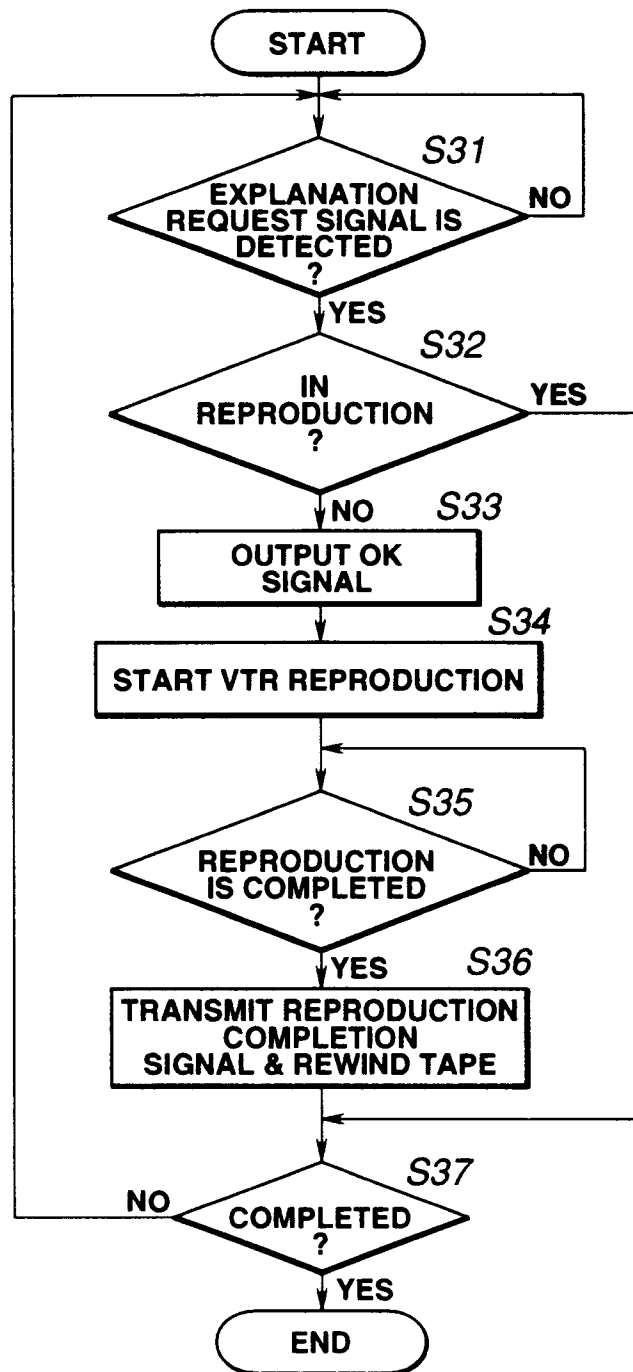 START
S31
EXPLANATION
REQUEST SIGNAL IS
DETECTED
?
NO
YES
S32
IN
REPRODUCTION
?
YES
NO
S33
OUTPUT OK
SIGNAL
S34
START VTR REPRODUCTION
S35
REPRODUCTION
IS COMPLETED
?
NO
YES
S36
TRANSMIT REPRODUCTION
COMPLETION
SIGNAL & REWIND TAPE
S37
NO
COMPLETED
?
YES
END